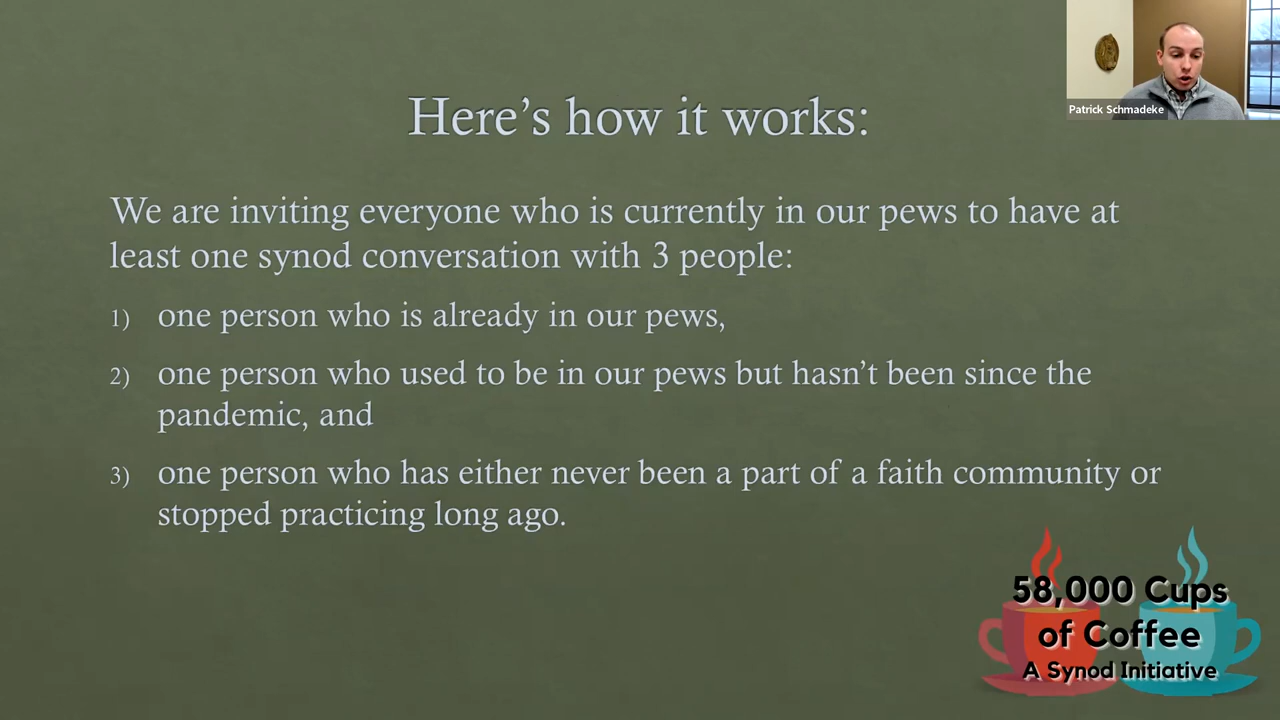 Patrick Schmadeke
Here’s how it works:
We are inviting everyone who is currently in our pews to have at
least one synod conversation with 3 people:
1) one person who is already in our pews,
2) one person who used to be in our pews but hasn’t been since the
pandemic, and
3) one person who has either never been a part of a faith community or
stopped practicing long ago.
58,000 Cups
of Coffee
A Synod Initiative